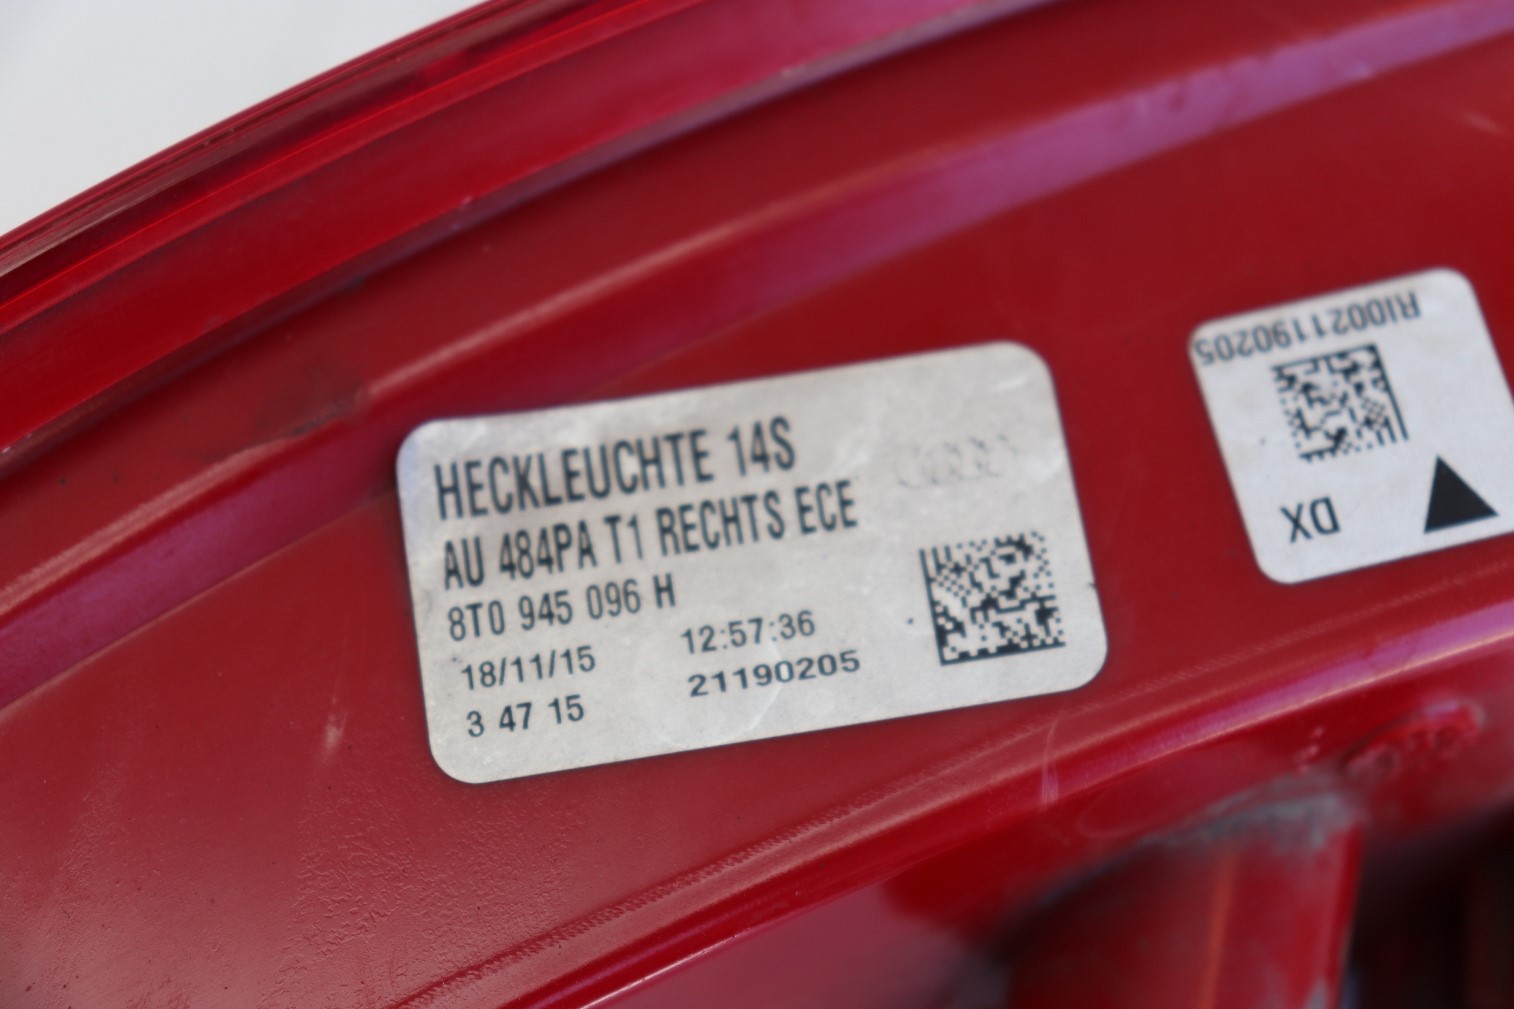 HECKLEUCHTE 14S
AU 484PA T1 RECHTS ECE
8T0 945 096 H
18/11/15 12:57:36
3 47 15 21190205
RI0021190205
DX